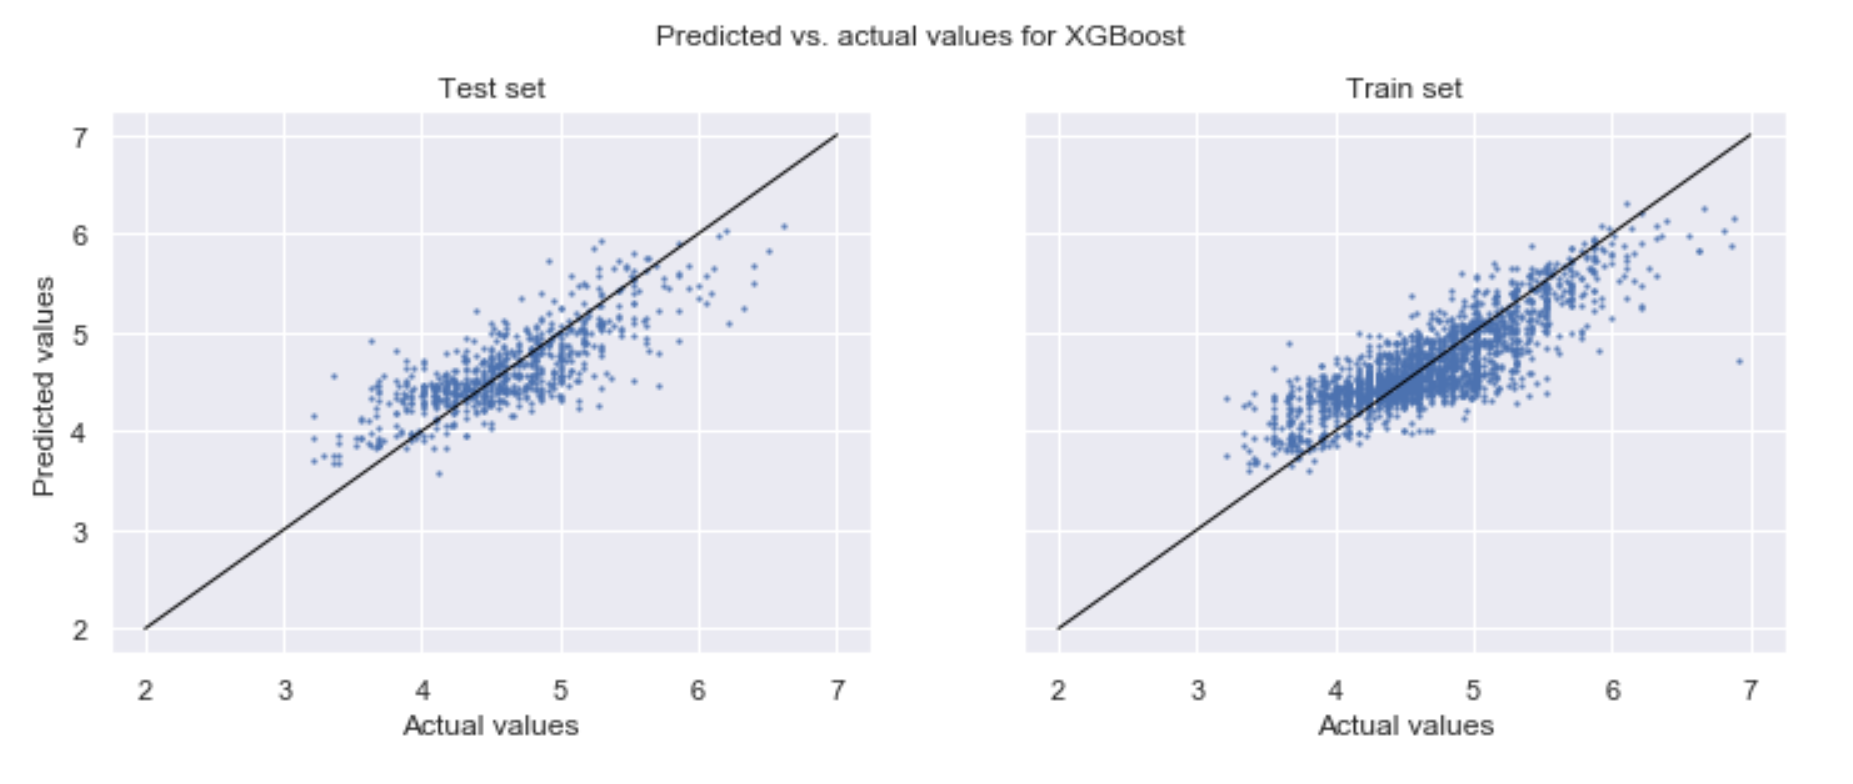 Predicted vs. actual values for XGBoost
Test set
Predicted values
7
6
5
4
3
2
2 3 4 5 6 7
Actual values
Train set
2 3 4 5 6 7
Actual values